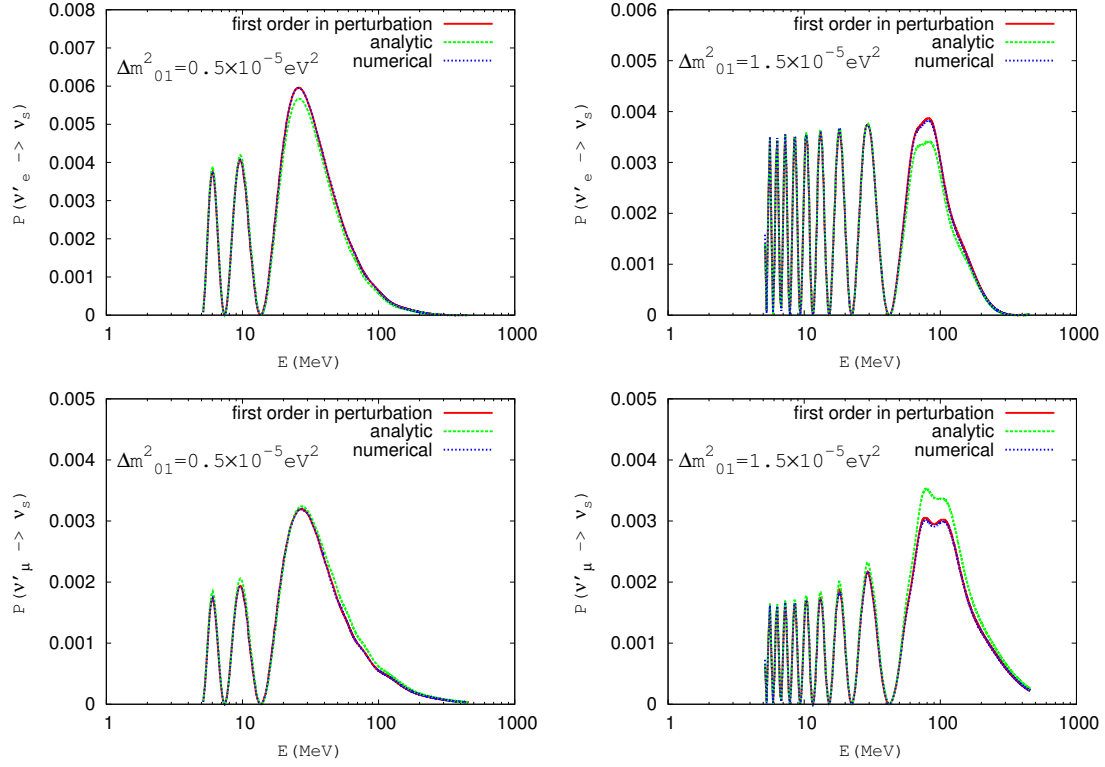 first order in perturbation
analytic
numerical
Δm²₀₁=0.5×10⁻⁵eV²
P(ν'ₑ -> νₛ)
0.008
0.007
0.006
0.005
0.004
0.003
0.002
0.001
0
1 10 100 1000
E(MeV)
first order in perturbation
analytic
numerical
Δm²₀₁=1.5×10⁻⁵eV²
P(ν'ₑ -> νₛ)
0.006
0.005
0.004
0.003
0.002
0.001
0
1 10 100 1000
E(MeV)
first order in perturbation
analytic
numerical
Δm²₀₁=0.5×10⁻⁵eV²
P(ν'_μ -> νₛ)
0.005
0.004
0.003
0.002
0.001
0
1 10 100 1000
E(MeV)
first order in perturbation
analytic
numerical
Δm²₀₁=1.5×10⁻⁵eV²
P(ν'_μ -> νₛ)
0.005
0.004
0.003
0.002
0.001
0
1 10 100 1000
E(MeV)